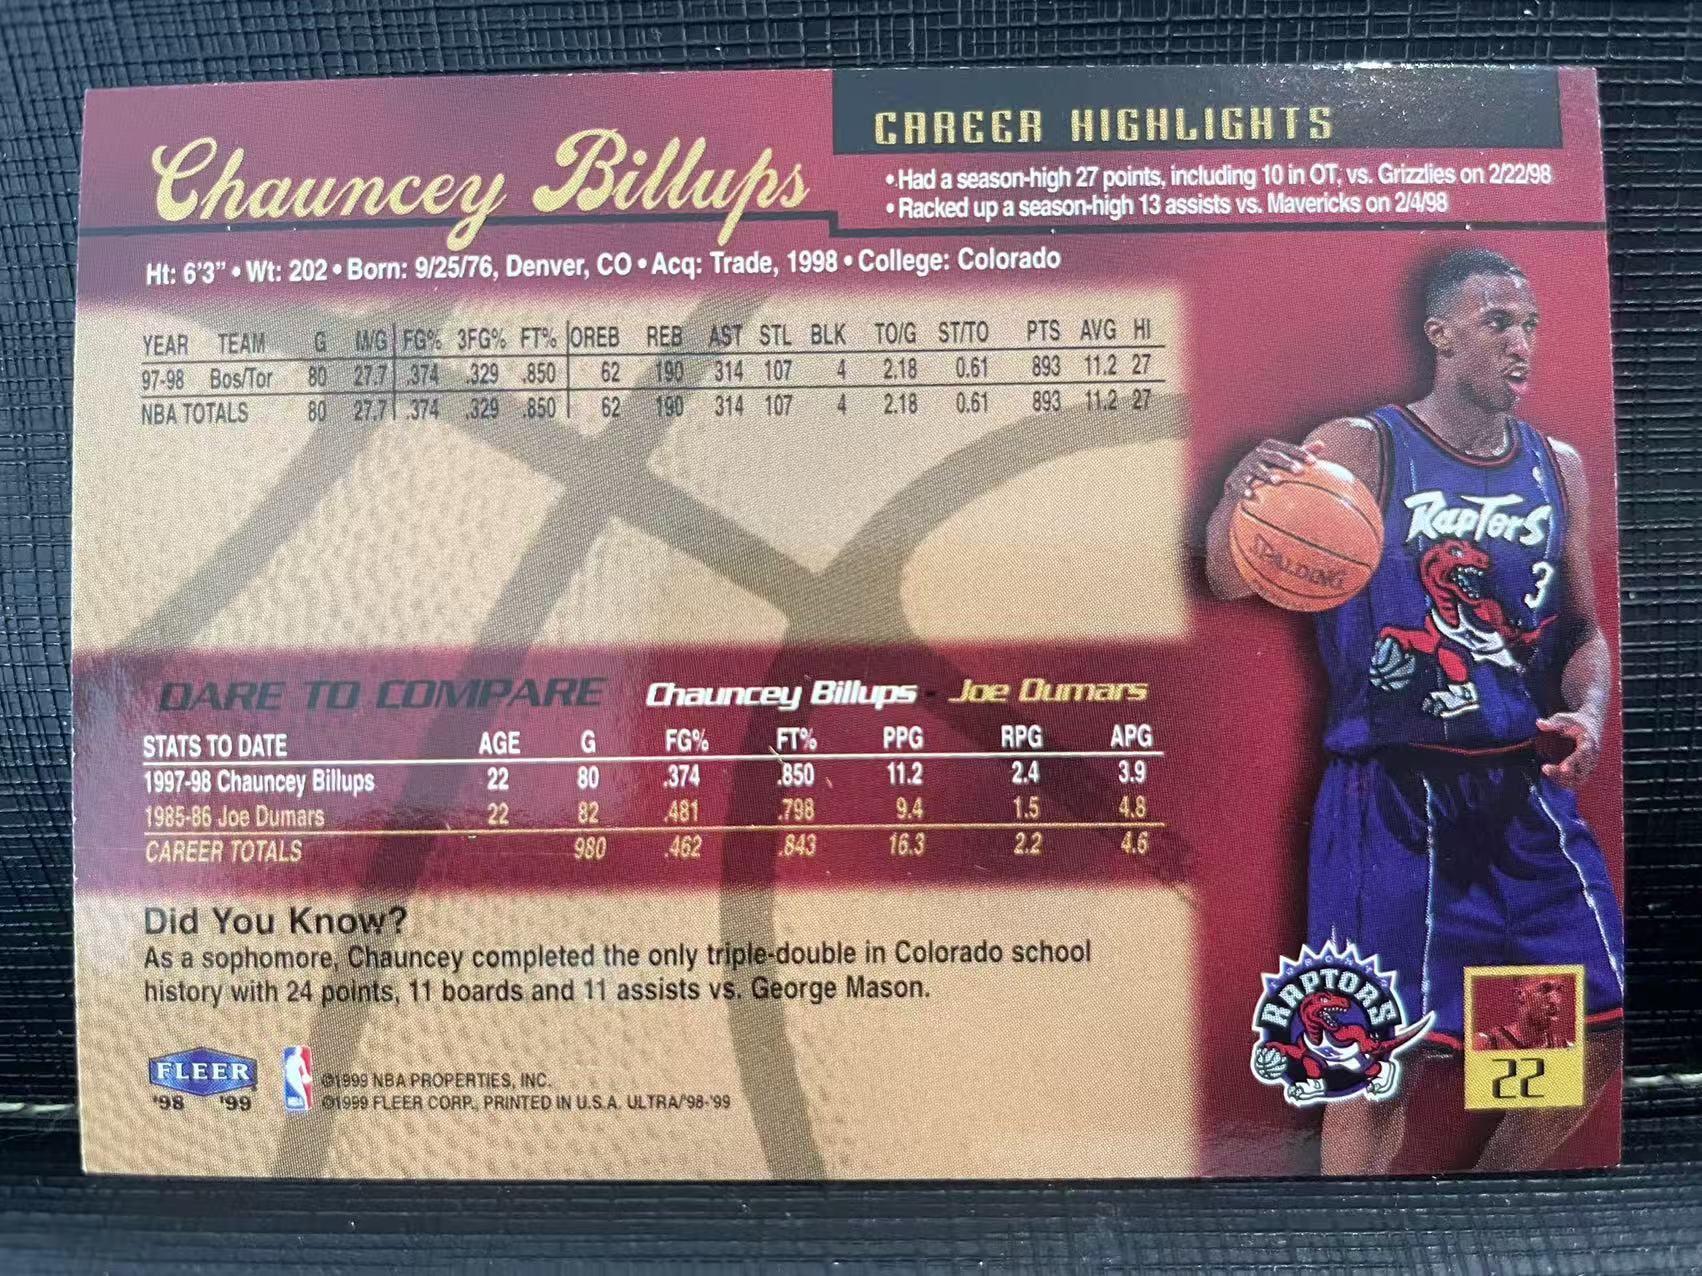 Chauncey Billups
CAREER HIGHLIGHTS
• Had a season-high 27 points, including 10 in OT, vs. Grizzlies on 2/22/98
• Racked up a season-high 13 assists vs. Mavericks on 2/4/98
Ht: 6'3" • Wt: 202 • Born: 9/25/76, Denver, CO • Acq: Trade, 1998 • College: Colorado
YEAR TEAM G M/G FG% 3FG% FT% OREB REB AST STL BLK TO/G ST/TO PTS AVG HI
97-98 Bos/Tor 80 27.7 .374 .329 .850 62 190 314 107 4 2.18 0.61 893 11.2 27
NBA TOTALS 80 27.7 .374 .329 .850 62 190 314 107 4 2.18 0.61 893 11.2 27
RapTors
3
SPALDING
DARE TO COMPARE Chauncey Billups - Joe Dumars
STATS TO DATE AGE G FG% FT% PPG RPG APG
1997-98 Chauncey Billups 22 80 .374 .850 11.2 2.4 3.9
1985-86 Joe Dumars 22 82 .481 .798 9.4 1.5 4.8
CAREER TOTALS 980 .462 .843 16.3 2.2 4.6
Did You Know?
As a sophomore, Chauncey completed the only triple-double in Colorado school
history with 24 points, 11 boards and 11 assists vs. George Mason.
FLEER
'98 '99
©1999 NBA PROPERTIES, INC.
©1999 FLEER CORP., PRINTED IN U.S.A. ULTRA/'98-'99
RAPTORS
22